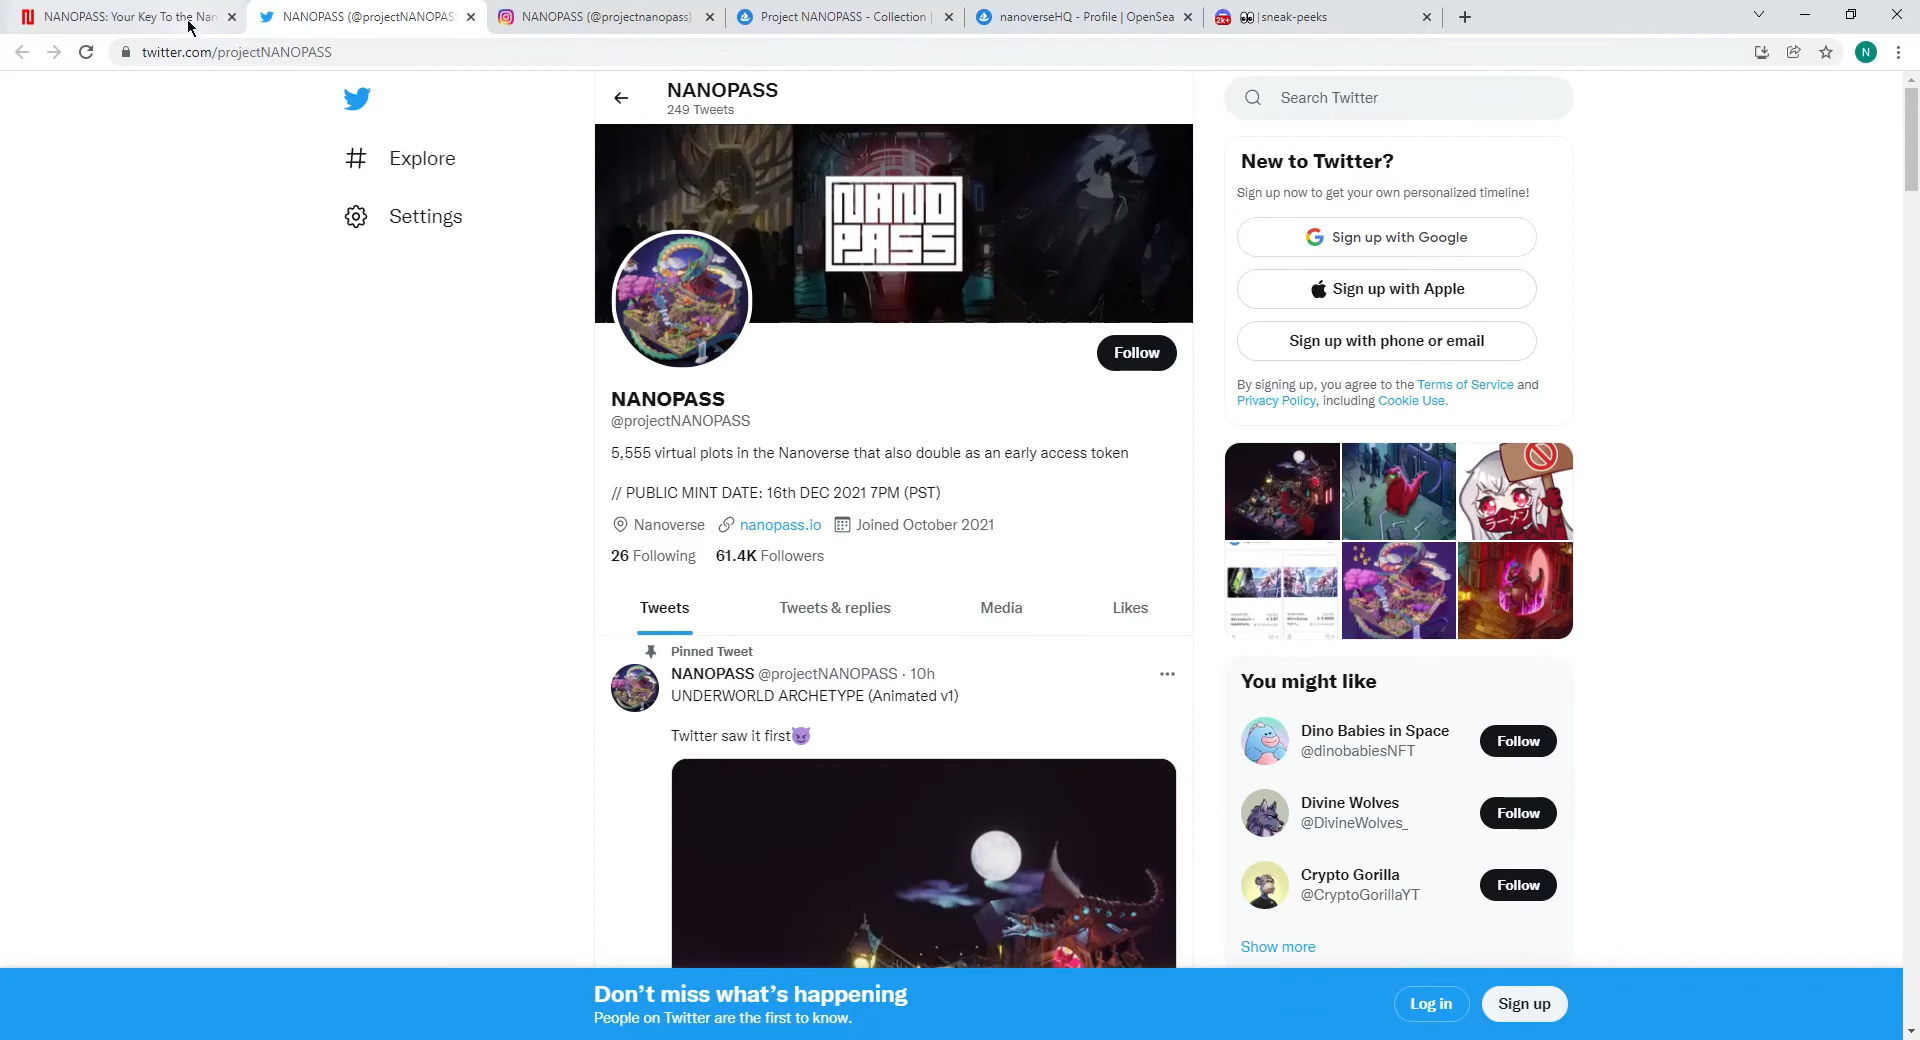 NANOPASS: Your Key To the Nan
NANOPASS (@projectNANOPASS
NANOPASS (@projectnanopass)
Project NANOPASS - Collection |
nanoverseHQ - Profile | OpenSea
2k+
👀|sneak-peeks
twitter.com/projectNANOPASS
N
NANOPASS
249 Tweets
Search Twitter
Explore
Settings
NANO
PASS
New to Twitter?
Sign up now to get your own personalized timeline!
Sign up with Google
Sign up with Apple
Sign up with phone or email
By signing up, you agree to the Terms of Service and
Privacy Policy, including Cookie Use.
Follow
NANOPASS
@projectNANOPASS
5,555 virtual plots in the Nanoverse that also double as an early access token
// PUBLIC MINT DATE: 16th DEC 2021 7PM (PST)
Nanoverse nanopass.io Joined October 2021
26 Following 61.4K Followers
Tweets Tweets & replies Media Likes
Pinned Tweet
NANOPASS @projectNANOPASS · 10h
UNDERWORLD ARCHETYPE (Animated v1)
Twitter saw it first😈
ラーメン
You might like
Dino Babies in Space
@dinobabiesNFT
Follow
Divine Wolves
@DivineWolves_
Follow
Crypto Gorilla
@CryptoGorillaYT
Follow
Show more
Don't miss what's happening
People on Twitter are the first to know.
Log in
Sign up